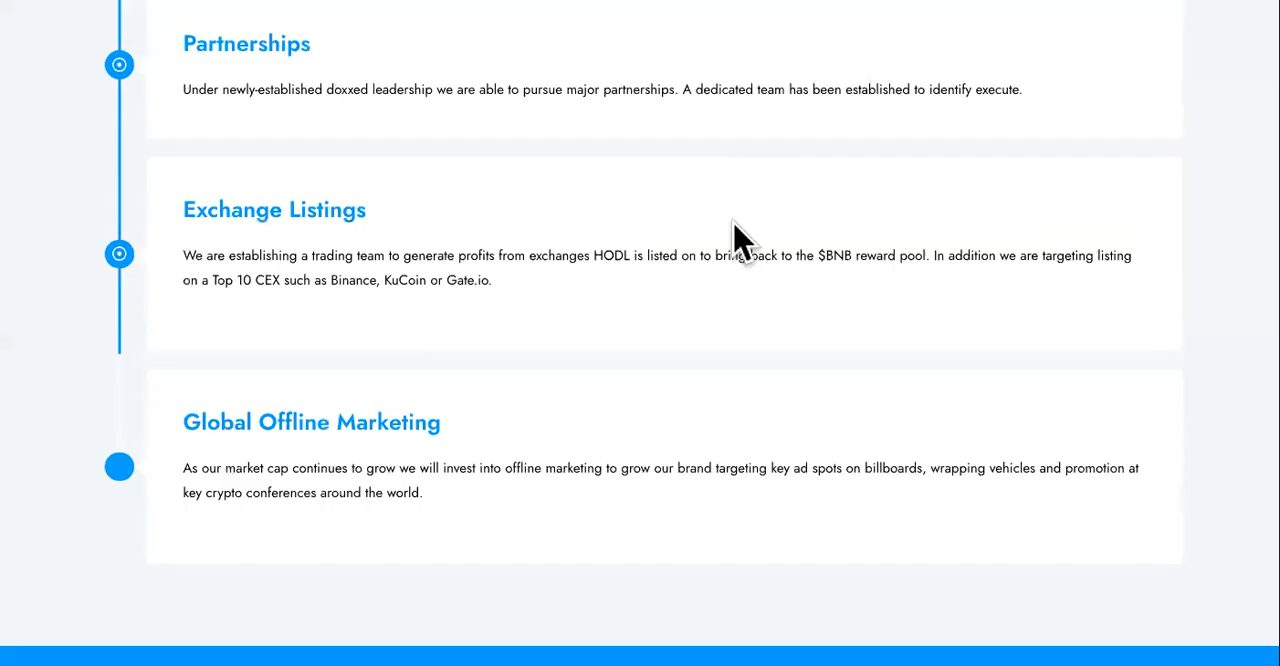 Partnerships
Under newly-established doxxed leadership we are able to pursue major partnerships. A dedicated team has been established to identify execute.
Exchange Listings
We are establishing a trading team to generate profits from exchanges HODL is listed on to bring back to the $BNB reward pool. In addition we are targeting listing
on a Top 10 CEX such as Binance, KuCoin or Gate.io.
Global Offline Marketing
As our market cap continues to grow we will invest into offline marketing to grow our brand targeting key ad spots on billboards, wrapping vehicles and promotion at
key crypto conferences around the world.